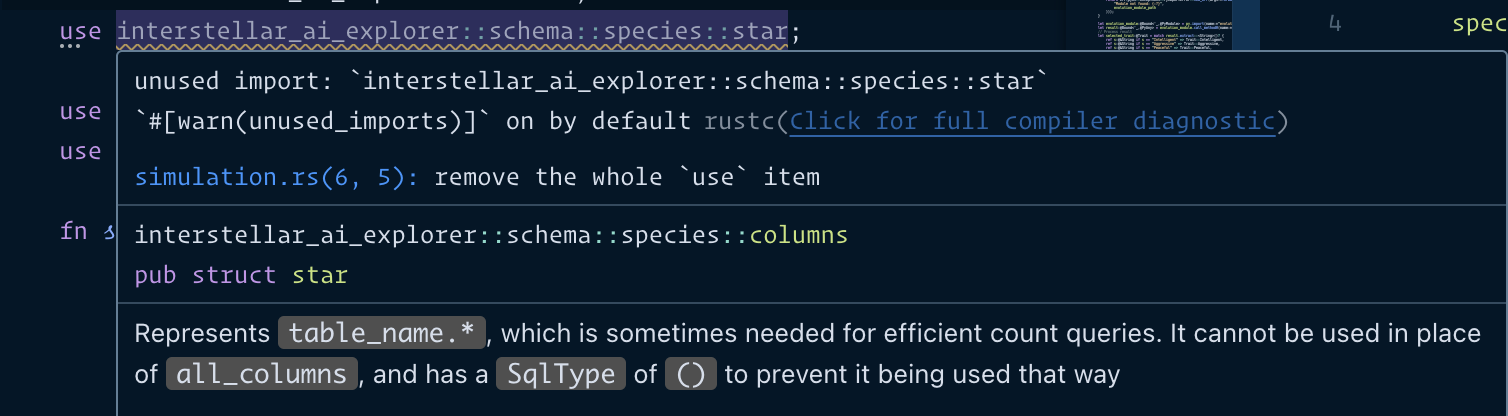 use interstellar_ai_explorer::schema::species::star;
4 spec
unused import: `interstellar_ai_explorer::schema::species::star`
use
`#[warn(unused_imports)]` on by default rustc(Click for full compiler diagnostic)
use
simulation.rs(6, 5): remove the whole `use` item
fn s
interstellar_ai_explorer::schema::species::columns
pub struct star
Represents table_name.*, which is sometimes needed for efficient count queries. It cannot be used in place
of all_columns, and has a SqlType of () to prevent it being used that way